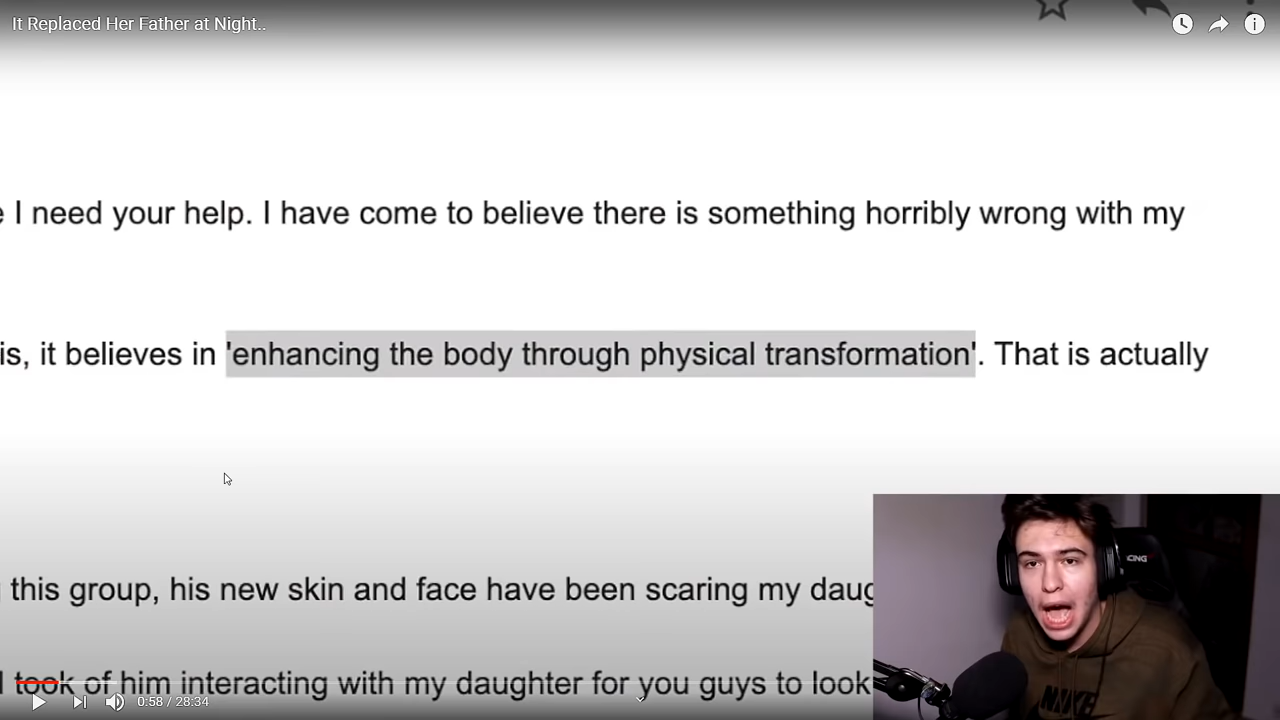 It Replaced Her Father at Night..
I need your help. I have come to believe there is something horribly wrong with my
is, it believes in 'enhancing the body through physical transformation'. That is actually
this group, his new skin and face have been scaring my daug
took of him interacting with my daughter for you guys to look
0:58 / 28:34
CING
NIKE